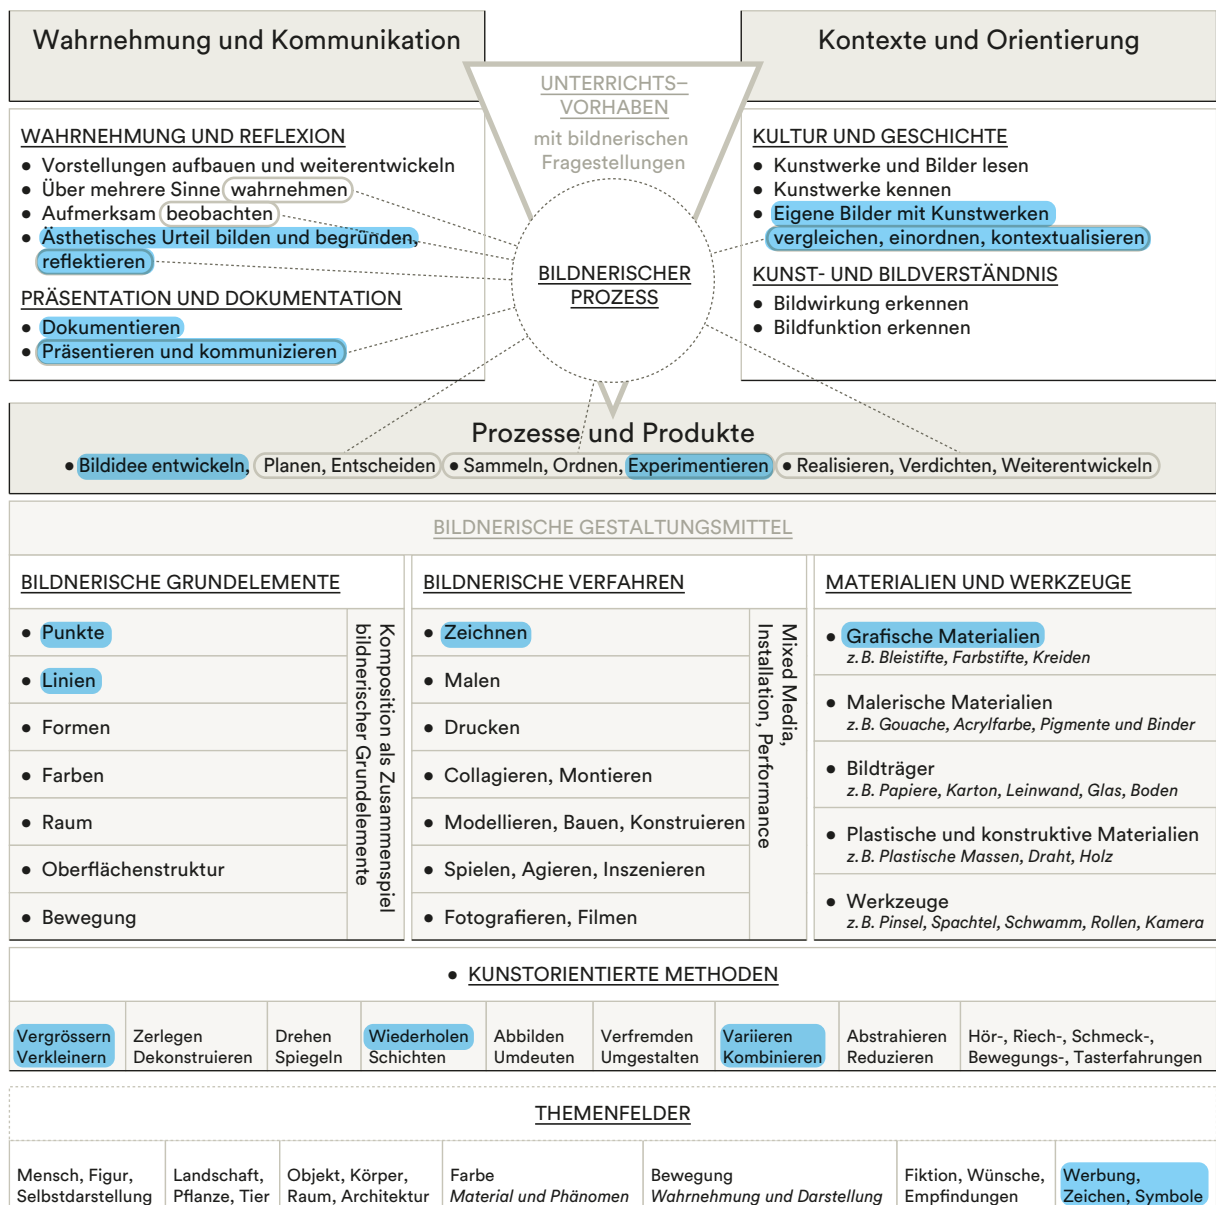 Wahrnehmung und Kommunikation
Kontexte und Orientierung
UNTERRICHTS–
VORHABEN
mit bildnerischen
Fragestellungen
WAHRNEHMUNG UND REFLEXION
• Vorstellungen aufbauen und weiterentwickeln
• Über mehrere Sinne wahrnehmen
• Aufmerksam beobachten
• Ästhetisches Urteil bilden und begründen,
reflektieren
PRÄSENTATION UND DOKUMENTATION
• Dokumentieren
• Präsentieren und kommunizieren
BILDNERISCHER
PROZESS
KULTUR UND GESCHICHTE
• Kunstwerke und Bilder lesen
• Kunstwerke kennen
• Eigene Bilder mit Kunstwerken
vergleichen, einordnen, kontextualisieren
KUNST- UND BILDVERSTÄNDNIS
• Bildwirkung erkennen
• Bildfunktion erkennen
Prozesse und Produkte
• Bildidee entwickeln, Planen, Entscheiden • Sammeln, Ordnen, Experimentieren • Realisieren, Verdichten, Weiterentwickeln
BILDNERISCHE GESTALTUNGSMITTEL
BILDNERISCHE GRUNDELEMENTE
• Punkte
• Linien
• Formen
• Farben
• Raum
• Oberflächenstruktur
• Bewegung
Komposition als Zusammenspiel
bildnerischer Grundelemente
BILDNERISCHE VERFAHREN
• Zeichnen
• Malen
• Drucken
• Collagieren, Montieren
• Modellieren, Bauen, Konstruieren
• Spielen, Agieren, Inszenieren
• Fotografieren, Filmen
Mixed Media,
Installation, Performance
MATERIALIEN UND WERKZEUGE
• Grafische Materialien
z. B. Bleistifte, Farbstifte, Kreiden
• Malerische Materialien
z. B. Gouache, Acrylfarbe, Pigmente und Binder
• Bildträger
z. B. Papiere, Karton, Leinwand, Glas, Boden
• Plastische und konstruktive Materialien
z. B. Plastische Massen, Draht, Holz
• Werkzeuge
z. B. Pinsel, Spachtel, Schwamm, Rollen, Kamera
• KUNSTORIENTIERTE METHODEN
Vergrössern
Verkleinern
Zerlegen
Dekonstruieren
Drehen
Spiegeln
Wiederholen
Schichten
Abbilden
Umdeuten
Verfremden
Umgestalten
Variieren
Kombinieren
Abstrahieren
Reduzieren
Hör-, Riech-, Schmeck-,
Bewegungs-, Tasterfahrungen
THEMENFELDER
Mensch, Figur,
Selbstdarstellung
Landschaft,
Pflanze, Tier
Objekt, Körper,
Raum, Architektur
Farbe
Material und Phänomen
Bewegung
Wahrnehmung und Darstellung
Fiktion, Wünsche,
Empfindungen
Werbung,
Zeichen, Symbole